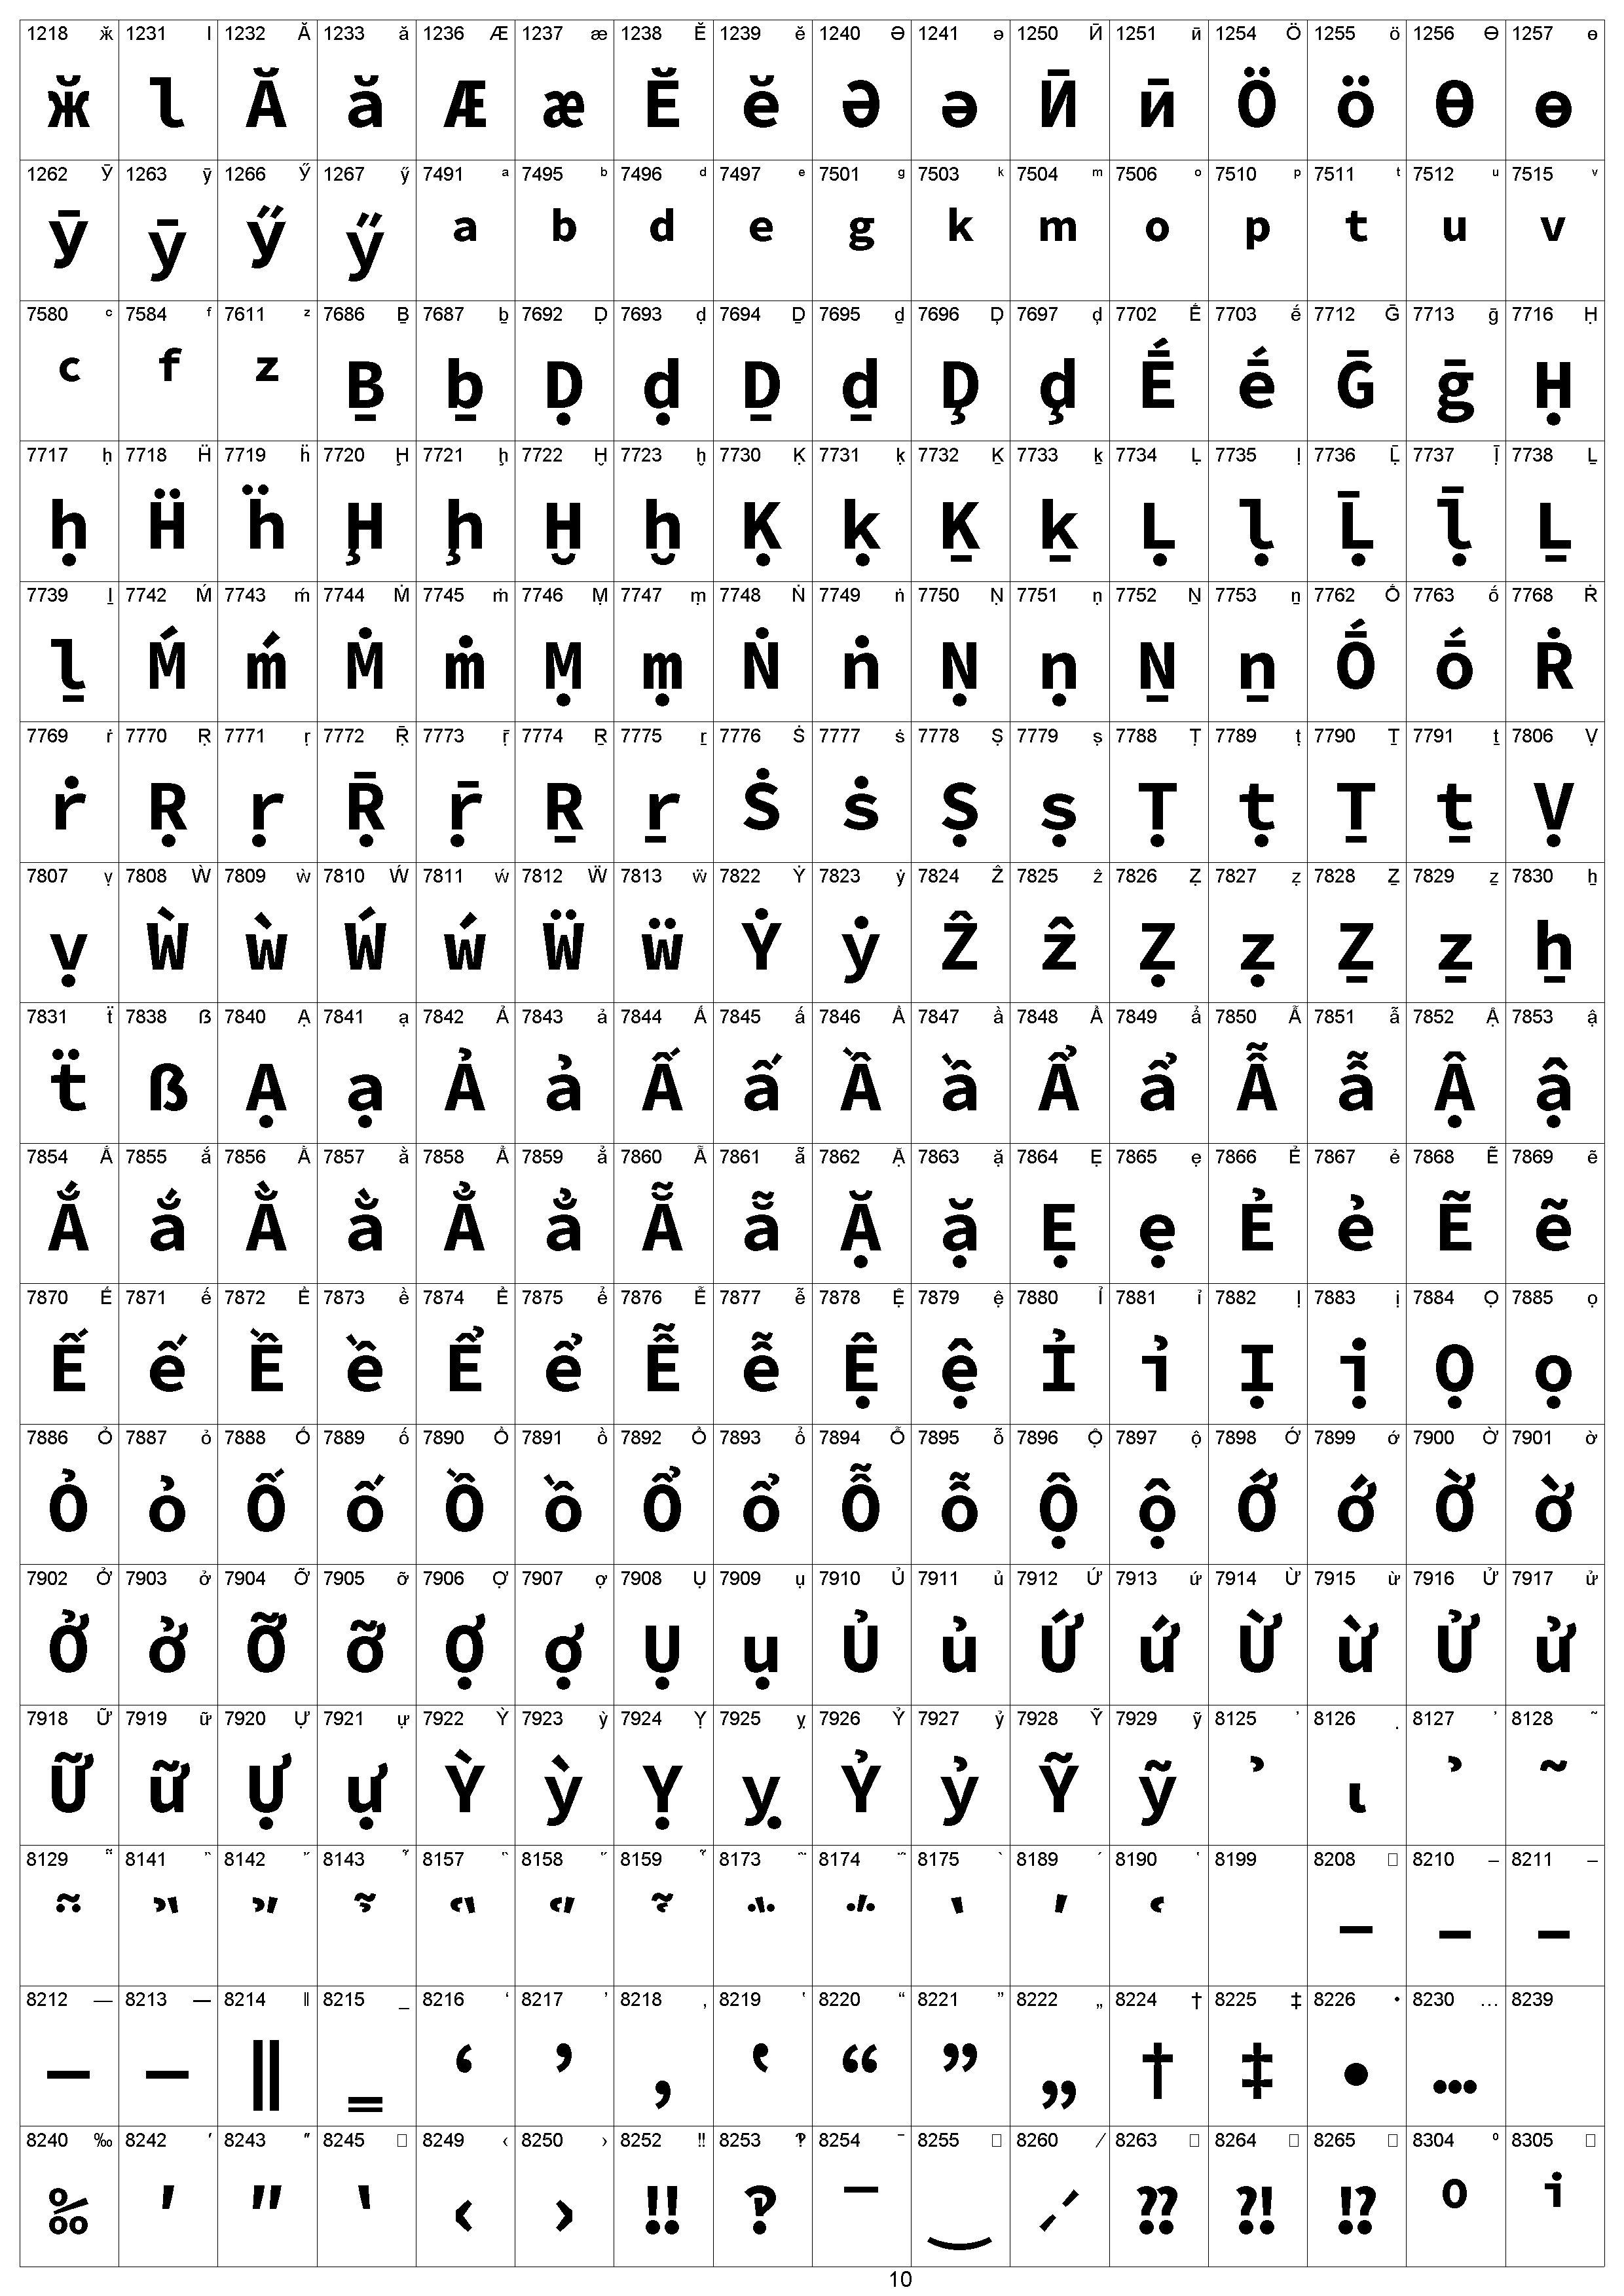 1218 ӂ 1231 ӏ 1232 Ӑ 1233 ӑ 1236 Ӕ 1237 ӕ 1238 Ӗ 1239 ӗ 1240 Ә 1241 ә 1250 Ӣ 1251 ӣ 1254 Ӧ 1255 ӧ 1256 Ө 1257 ө
ӂ ӏ Ӑ ӑ Ӕ ӕ Ӗ ӗ Ә ә Ӣ ӣ Ӧ ӧ Ө ө
1262 Ӯ 1263 ӯ 1266 Ӳ 1267 ӳ 7491 ᵃ 7495 ᵇ 7496 ᵈ 7497 ᵉ 7501 ᵍ 7503 ᵏ 7504 ᵐ 7506 ᵒ 7510 ᵖ 7511 ᵗ 7512 ᵘ 7515 ᵛ
Ӯ ӯ Ӳ ӳ ᵃ ᵇ ᵈ ᵉ ᵍ ᵏ ᵐ ᵒ ᵖ ᵗ ᵘ ᵛ
7580 ᶜ 7584 ᶠ 7611 ᶻ 7686 Ḇ 7687 ḇ 7692 Ḍ 7693 ḍ 7694 Ḏ 7695 ḏ 7696 Ḑ 7697 ḑ 7702 Ḗ 7703 ḗ 7712 Ḡ 7713 ḡ 7716 Ḥ
ᶜ ᶠ ᶻ Ḇ ḇ Ḍ ḍ Ḏ ḏ Ḑ ḑ Ḗ ḗ Ḡ ḡ Ḥ
7717 ḥ 7718 Ḧ 7719 ḧ 7720 Ḩ 7721 ḩ 7722 Ḫ 7723 ḫ 7730 Ḳ 7731 ḳ 7732 Ḵ 7733 ḵ 7734 Ḷ 7735 ḷ 7736 Ḹ 7737 ḹ 7738 Ḻ
ḥ Ḧ ḧ Ḩ ḩ Ḫ ḫ Ḳ ḳ Ḵ ḵ Ḷ ḷ Ḹ ḹ Ḻ
7739 ḻ 7742 Ḿ 7743 ḿ 7744 Ṁ 7745 ṁ 7746 Ṃ 7747 ṃ 7748 Ṅ 7749 ṅ 7750 Ṇ 7751 ṇ 7752 Ṉ 7753 ṉ 7762 Ṓ 7763 ṓ 7768 Ṙ
ḻ Ḿ ḿ Ṁ ṁ Ṃ ṃ Ṅ ṅ Ṇ ṇ Ṉ ṉ Ṓ ṓ Ṙ
7769 ṙ 7770 Ṛ 7771 ṛ 7772 Ṝ 7773 ṝ 7774 Ṟ 7775 ṟ 7776 Ṡ 7777 ṡ 7778 Ṣ 7779 ṣ 7788 Ṭ 7789 ṭ 7790 Ṯ 7791 ṯ 7806 Ṿ
ṙ Ṛ ṛ Ṝ ṝ Ṟ ṟ Ṡ ṡ Ṣ ṣ Ṭ ṭ Ṯ ṯ Ṿ
7807 ṿ 7808 Ẁ 7809 ẁ 7810 Ẃ 7811 ẃ 7812 Ẅ 7813 ẅ 7822 Ẏ 7823 ẏ 7824 Ẑ 7825 ẑ 7826 Ẓ 7827 ẓ 7828 Ẕ 7829 ẕ 7830 ẖ
ṿ Ẁ ẁ Ẃ ẃ Ẅ ẅ Ẏ ẏ Ẑ ẑ Ẓ ẓ Ẕ ẕ ẖ
7831 ẗ 7838 ẞ 7840 Ạ 7841 ạ 7842 Ả 7843 ả 7844 Ấ 7845 ấ 7846 Ầ 7847 ầ 7848 Ẩ 7849 ẩ 7850 Ẫ 7851 ẫ 7852 Ậ 7853 ậ
ẗ ẞ Ạ ạ Ả ả Ấ ấ Ầ ầ Ẩ ẩ Ẫ ẫ Ậ ậ
7854 Ắ 7855 ắ 7856 Ằ 7857 ằ 7858 Ẳ 7859 ẳ 7860 Ẵ 7861 ẵ 7862 Ặ 7863 ặ 7864 Ẹ 7865 ẹ 7866 Ẻ 7867 ẻ 7868 Ẽ 7869 ẽ
Ắ ắ Ằ ằ Ẳ ẳ Ẵ ẵ Ặ ặ Ẹ ẹ Ẻ ẻ Ẽ ẽ
7870 Ế 7871 ế 7872 Ề 7873 ề 7874 Ể 7875 ể 7876 Ễ 7877 ễ 7878 Ệ 7879 ệ 7880 Ỉ 7881 ỉ 7882 Ị 7883 ị 7884 Ọ 7885 ọ
Ế ế Ề ề Ể ể Ễ ễ Ệ ệ Ỉ ỉ Ị ị Ọ ọ
7886 Ỏ 7887 ỏ 7888 Ố 7889 ố 7890 Ồ 7891 ồ 7892 Ổ 7893 ổ 7894 Ỗ 7895 ỗ 7896 Ộ 7897 ộ 7898 Ớ 7899 ớ 7900 Ờ 7901 ờ
Ỏ ỏ Ố ố Ồ ồ Ổ ổ Ỗ ỗ Ộ ộ Ớ ớ Ờ ờ
7902 Ở 7903 ở 7904 Ỡ 7905 ỡ 7906 Ợ 7907 ợ 7908 Ụ 7909 ụ 7910 Ủ 7911 ủ 7912 Ứ 7913 ứ 7914 Ừ 7915 ừ 7916 Ử 7917 ử
Ở ở Ỡ ỡ Ợ ợ Ụ ụ Ủ ủ Ứ ứ Ừ ừ Ử ử
7918 Ữ 7919 ữ 7920 Ự 7921 ự 7922 Ỳ 7923 ỳ 7924 Ỵ 7925 ỵ 7926 Ỷ 7927 ỷ 7928 Ỹ 7929 ỹ 8125 ᾽ 8126 ι 8127 ᾿ 8128 ῀
Ữ ữ Ự ự Ỳ ỳ Ỵ ỵ Ỷ ỷ Ỹ ỹ ᾽ ι ᾿ ῀
8129 ῁ 8141 ῍ 8142 ῎ 8143 ῏ 8157 ῝ 8158 ῞ 8159 ῟ 8173 ῭ 8174 ΅ 8175 ` 8189 ´ 8190 ῾ 8199 8208 □ 8210 ‒ 8211 –
῁ ῍ ῎ ῏ ῝ ῞ ῟ ῭ ΅ ` ´ ῾ ‐ ‒ –
8212 — 8213 ― 8214 ‖ 8215 ‗ 8216 ‘ 8217 ’ 8218 ‚ 8219 ‛ 8220 “ 8221 ” 8222 „ 8224 † 8225 ‡ 8226 • 8230 … 8239
— ― ‖ ‗ ‘ ’ ‚ ‛ “ ” „ † ‡ • …
8240 ‰ 8242 ′ 8243 ″ 8245 □ 8249 ‹ 8250 › 8252 ‼ 8253 ‽ 8254 ‾ 8255 □ 8260 ⁄ 8263 □ 8264 □ 8265 □ 8304 ⁰ 8305 □
‰ ′ ″ ‵ ‹ › ‼ ‽ ‾ ‿ ⁄ ⁇ ⁈ ⁉ ⁰ ⁱ
10